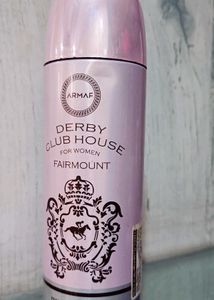 ARMAF
DERBY
CLUB HOUSE
FOR WOMEN
FAIRMOUNT